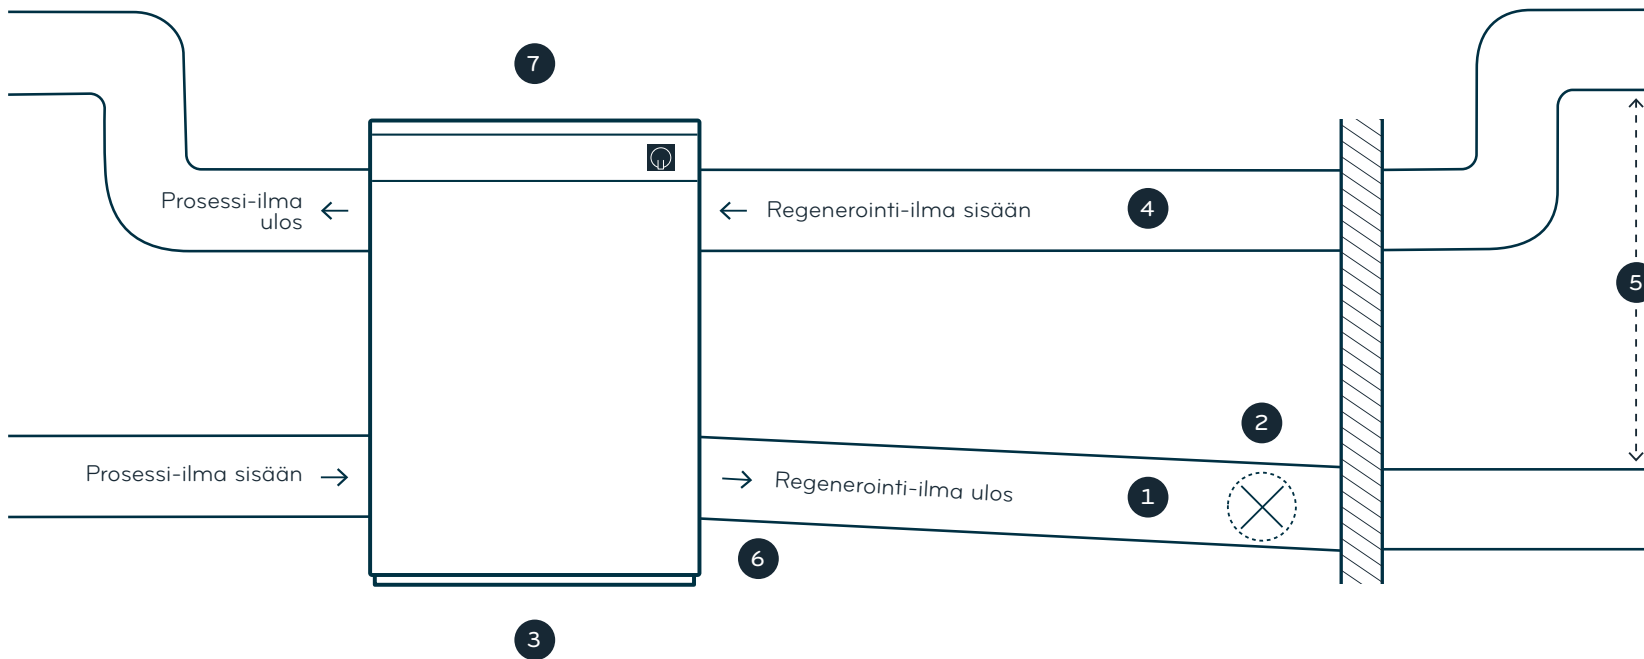 7
Prosessi-ilma
ulos
Regenerointi-ilma sisään
4
5
2
Prosessi-ilma sisään
Regenerointi-ilma ulos
1
6
3